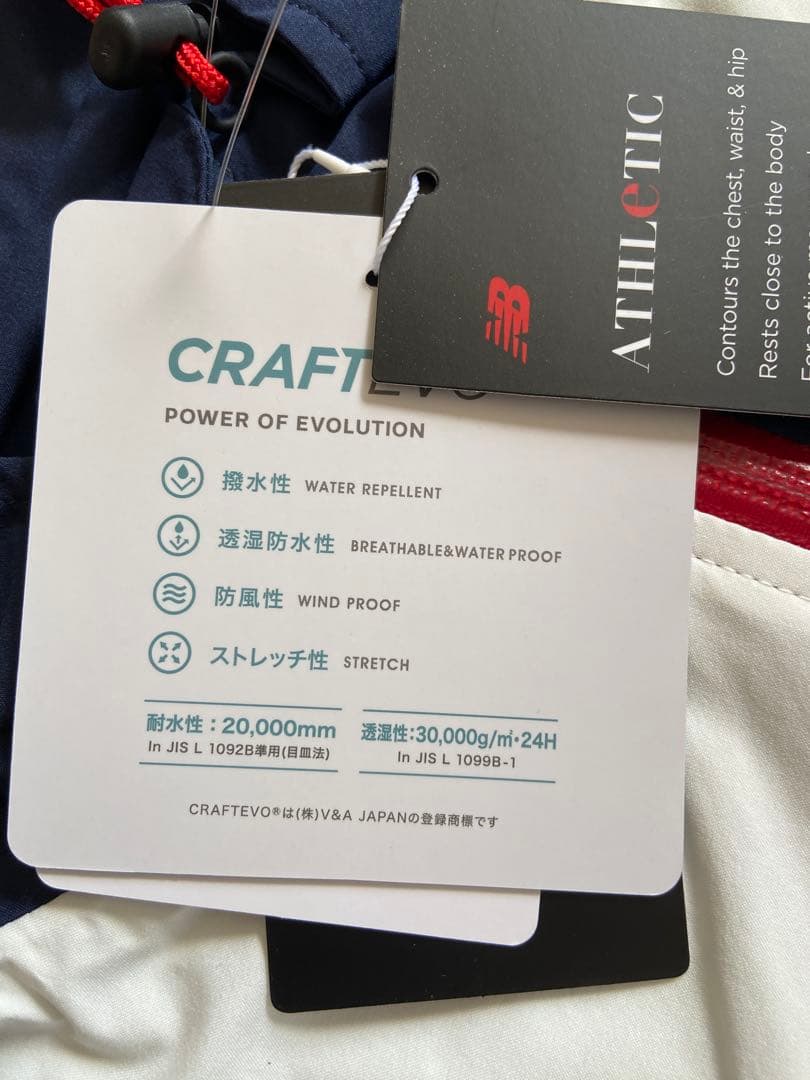 CRAFTEVO
POWER OF EVOLUTION
撥水性 WATER REPELLENT
透湿防水性 BREATHABLE&WATER PROOF
防風性 WIND PROOF
ストレッチ性 STRETCH
耐水性：20,000mm
In JIS L 1092B準用(目皿法)
透湿性:30,000g/㎡･24H
In JIS L 1099B-1
CRAFTEVO®は(株)V&A JAPANの登録商標です
ATHLeTIC
Contours the chest, waist, & hip
Rests close to the body